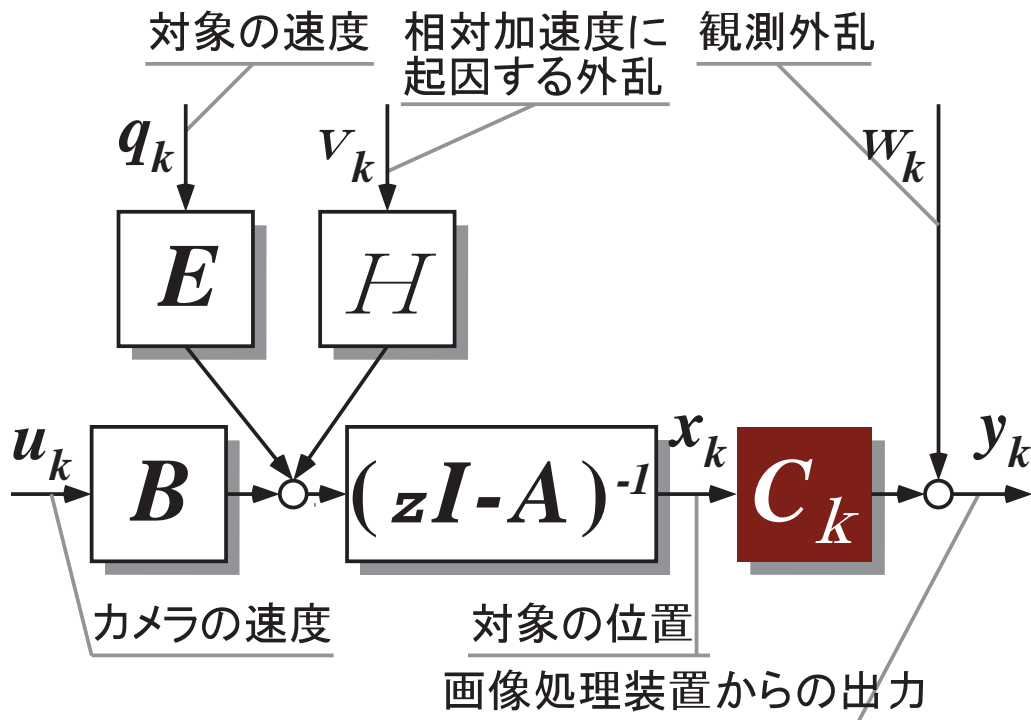 対象の速度
相対加速度に
起因する外乱
観測外乱
q_k
v_k
w_k
E
H
u_k
B
(zI-A)^{-1}
x_k
C_k
y_k
カメラの速度
対象の位置
画像処理装置からの出力